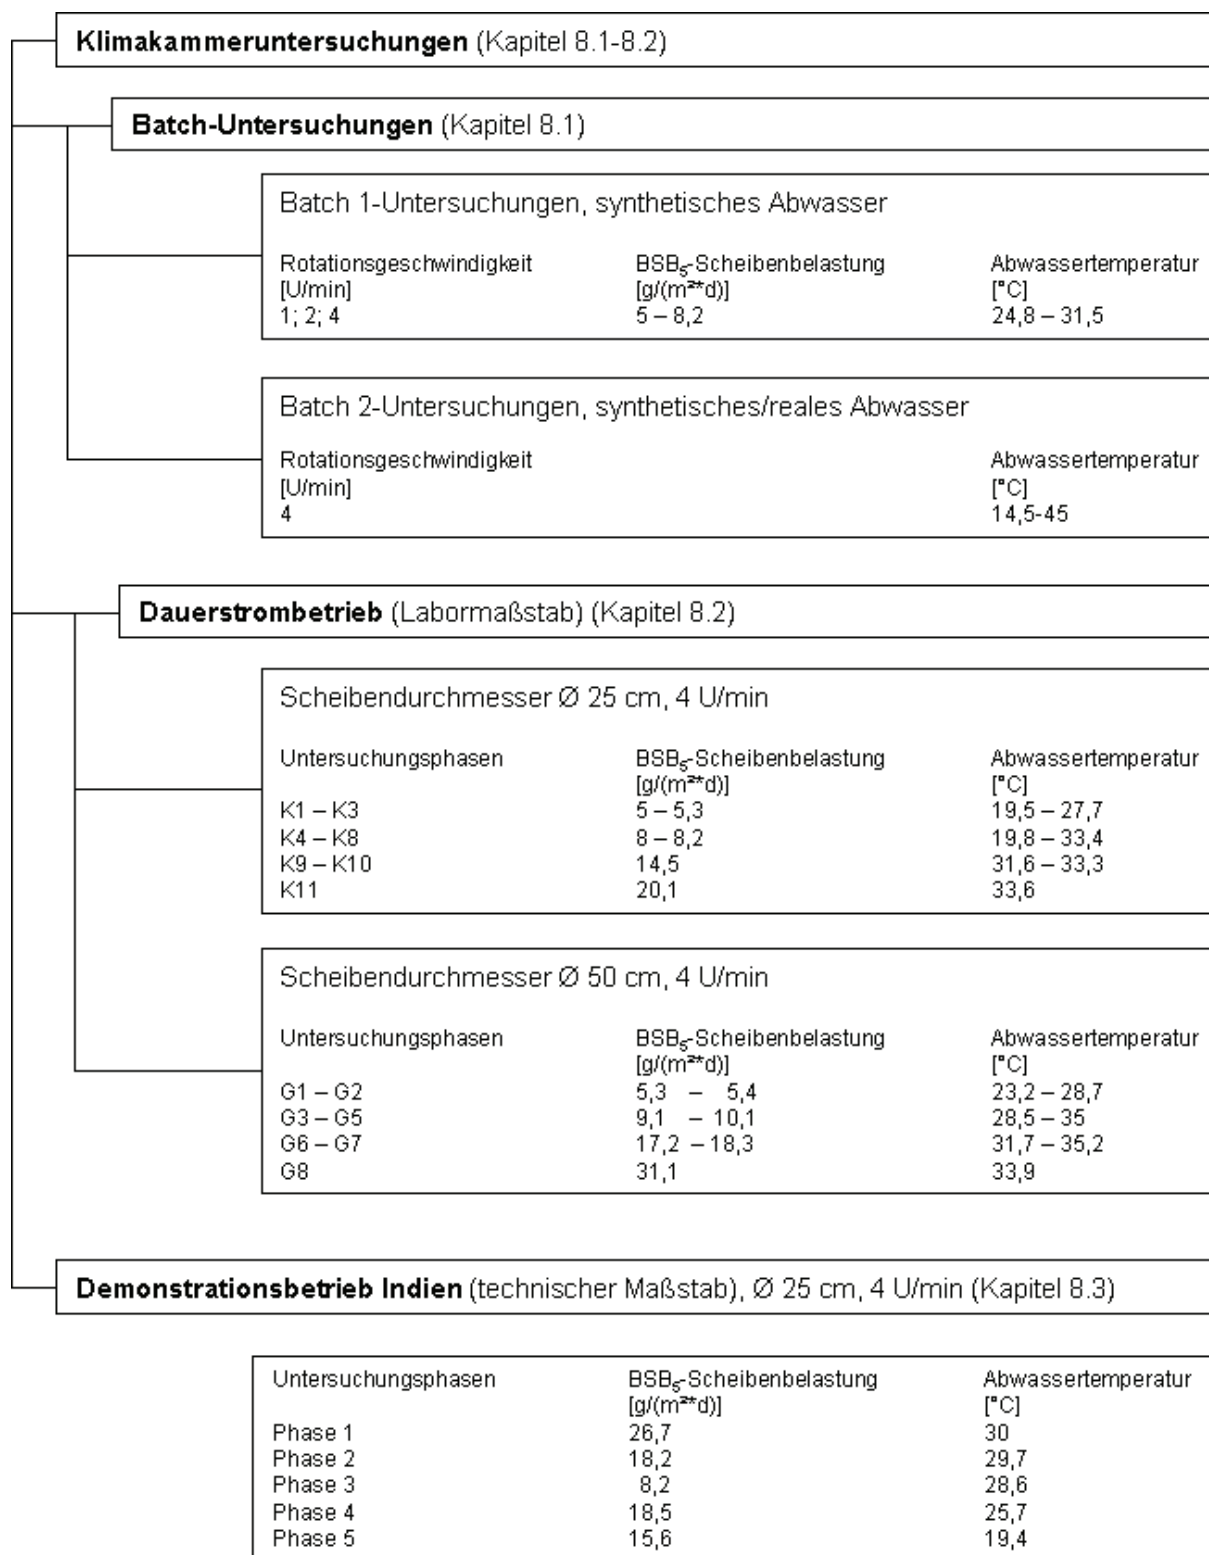 Klimakammeruntersuchungen (Kapitel 8.1-8.2)
Batch-Untersuchungen (Kapitel 8.1)
Batch 1-Untersuchungen, synthetisches Abwasser
Rotationsgeschwindigkeit BSB₅-Scheibenbelastung Abwassertemperatur
[U/min] [g/(m²*d)] [°C]
1; 2; 4 5 – 8,2 24,8 – 31,5
Batch 2-Untersuchungen, synthetisches/reales Abwasser
Rotationsgeschwindigkeit Abwassertemperatur
[U/min] [°C]
4 14,5-45
Dauerstrombetrieb (Labormaßstab) (Kapitel 8.2)
Scheibendurchmesser Ø 25 cm, 4 U/min
Untersuchungsphasen BSB₅-Scheibenbelastung Abwassertemperatur
[g/(m²*d)] [°C]
K1 – K3 5 – 5,3 19,5 – 27,7
K4 – K8 8 – 8,2 19,8 – 33,4
K9 – K10 14,5 31,6 – 33,3
K11 20,1 33,6
Scheibendurchmesser Ø 50 cm, 4 U/min
Untersuchungsphasen BSB₅-Scheibenbelastung Abwassertemperatur
[g/(m²*d)] [°C]
G1 – G2 5,3 – 5,4 23,2 – 28,7
G3 – G5 9,1 – 10,1 28,5 – 35
G6 – G7 17,2 – 18,3 31,7 – 35,2
G8 31,1 33,9
Demonstrationsbetrieb Indien (technischer Maßstab), Ø 25 cm, 4 U/min (Kapitel 8.3)
Untersuchungsphasen BSB₅-Scheibenbelastung Abwassertemperatur
[g/(m²*d)] [°C]
Phase 1 26,7 30
Phase 2 18,2 29,7
Phase 3 8,2 28,6
Phase 4 18,5 25,7
Phase 5 15,6 19,4